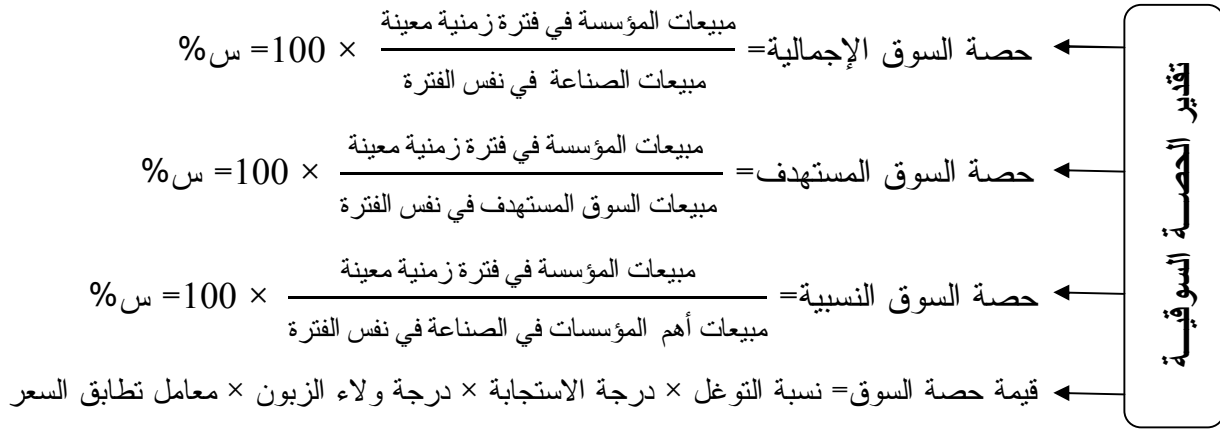 تقدير الحصة السوقية
مبيعات المؤسسة في فترة زمنية معينة
حصة السوق الإجمالية= × 100= س%
مبيعات الصناعة في نفس الفترة
مبيعات المؤسسة في فترة زمنية معينة
حصة السوق المستهدف= × 100= س%
مبيعات السوق المستهدف في نفس الفترة
مبيعات المؤسسة في فترة زمنية معينة
حصة السوق النسبية= × 100= س%
مبيعات أهم المؤسسات في الصناعة في نفس الفترة
قيمة حصة السوق= نسبة التوغل × درجة الاستجابة × درجة ولاء الزبون × معامل تطابق السعر